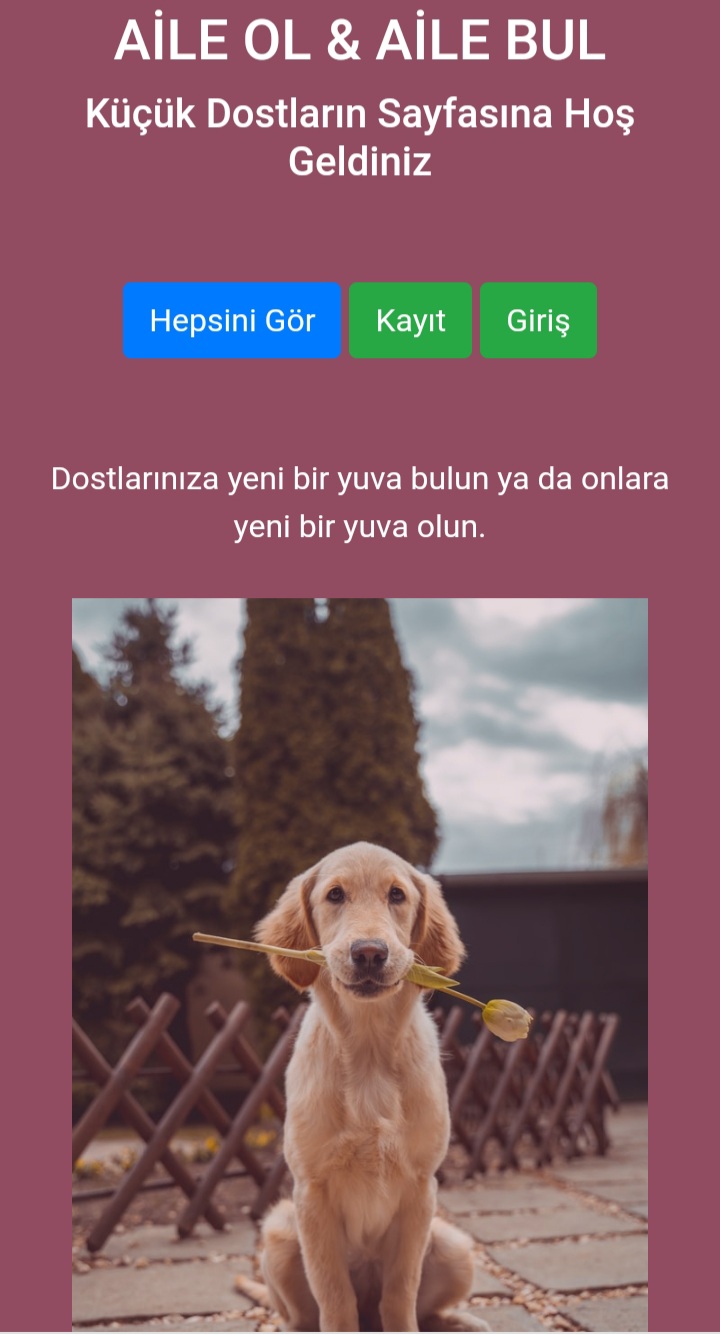 AİLE OL & AİLE BUL
Küçük Dostların Sayfasına Hoş
Geldiniz
Hepsini Gör
Kayıt
Giriş
Dostlarınıza yeni bir yuva bulun ya da onlara
yeni bir yuva olun.